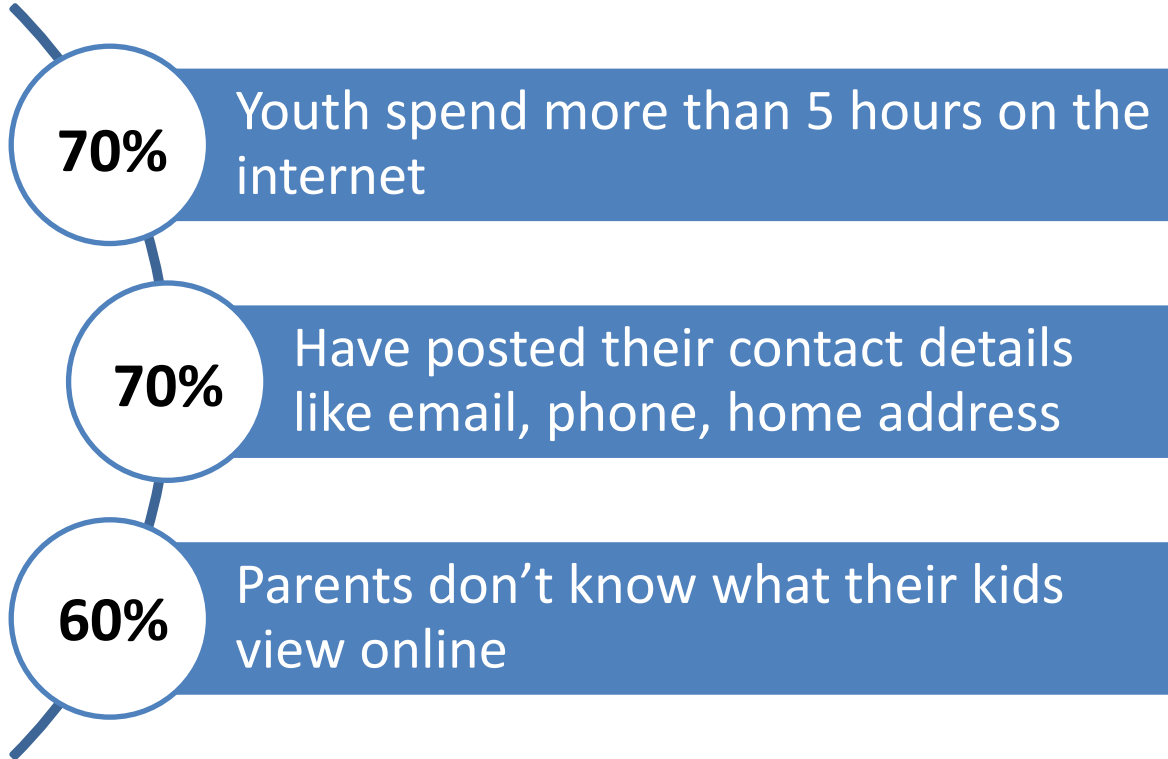 70%
Youth spend more than 5 hours on the
internet
70%
Have posted their contact details
like email, phone, home address
60%
Parents don’t know what their kids
view online